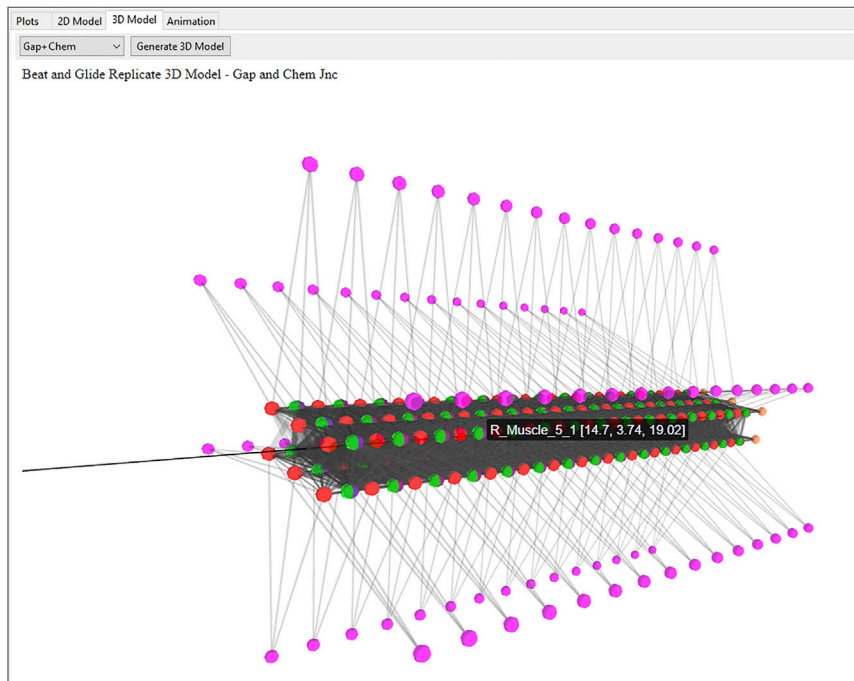 Plots 2D Model 3D Model Animation
Gap+Chem Generate 3D Model
Beat and Glide Replicate 3D Model - Gap and Chem Jnc
R_Muscle_5_1 [14.7, 3.74, 19.02]